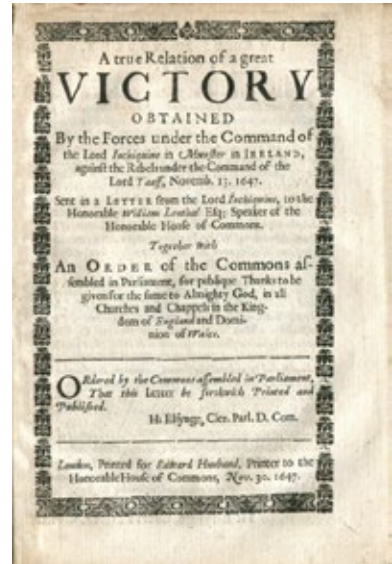 A true Relation of a great
VICTORY
OBTAINED
By the Forces under the Command of
the Lord Inchiquine in Munster in IRELAND,
against the Rebels under the Command of the
Lord Taaff, Novemb. 13. 1647.
Sent in a LETTER from the Lord Inchiquine, to the
Honorable William Lenthal Esq; Speaker of the
Honorable House of Commons.
Together with
An ORDER of the Commons as-
sembled in Parliament, for publique Thanks to be
given for the same to Almighty God, in all
Churches and Chappels in the King-
dom of England and Domi-
nion of Wales.
ORdered by the Commons assembled in Parliament,
That this Letter be forthwith Printed and
Published.
H: Elsynge, Cler. Parl. D. Com.
London, Printed for Edward Husband, Printer to the
Honorable House of Commons, Nov. 30. 1647.